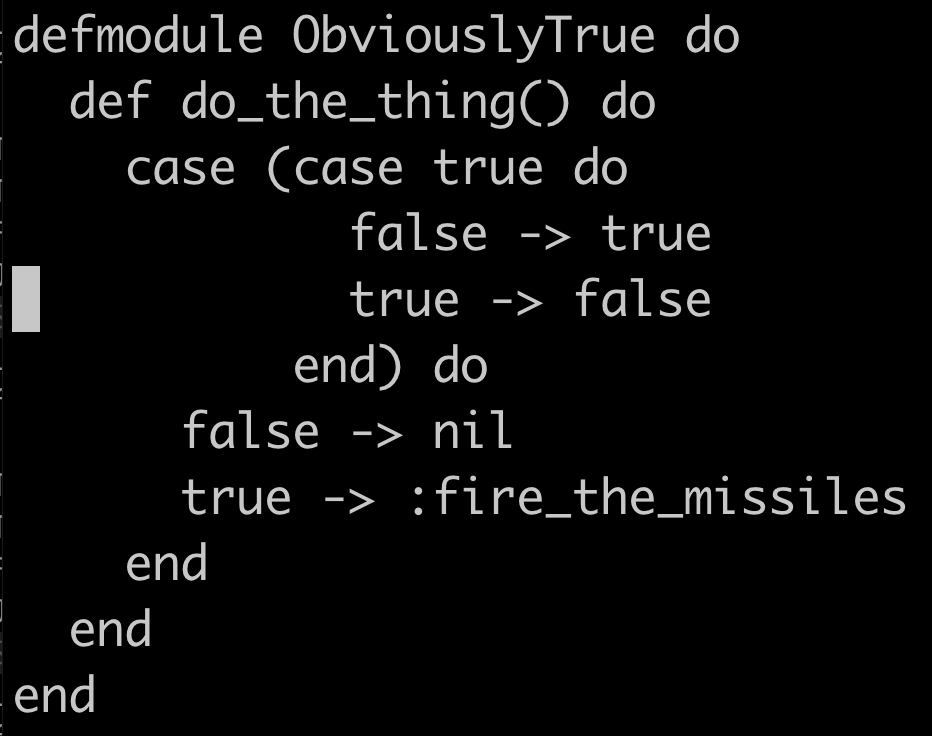 defmodule ObviouslyTrue do
  def do_the_thing() do
    case (case true do
            false -> true
            true -> false
          end) do
      false -> nil
      true -> :fire_the_missiles
    end
  end
end